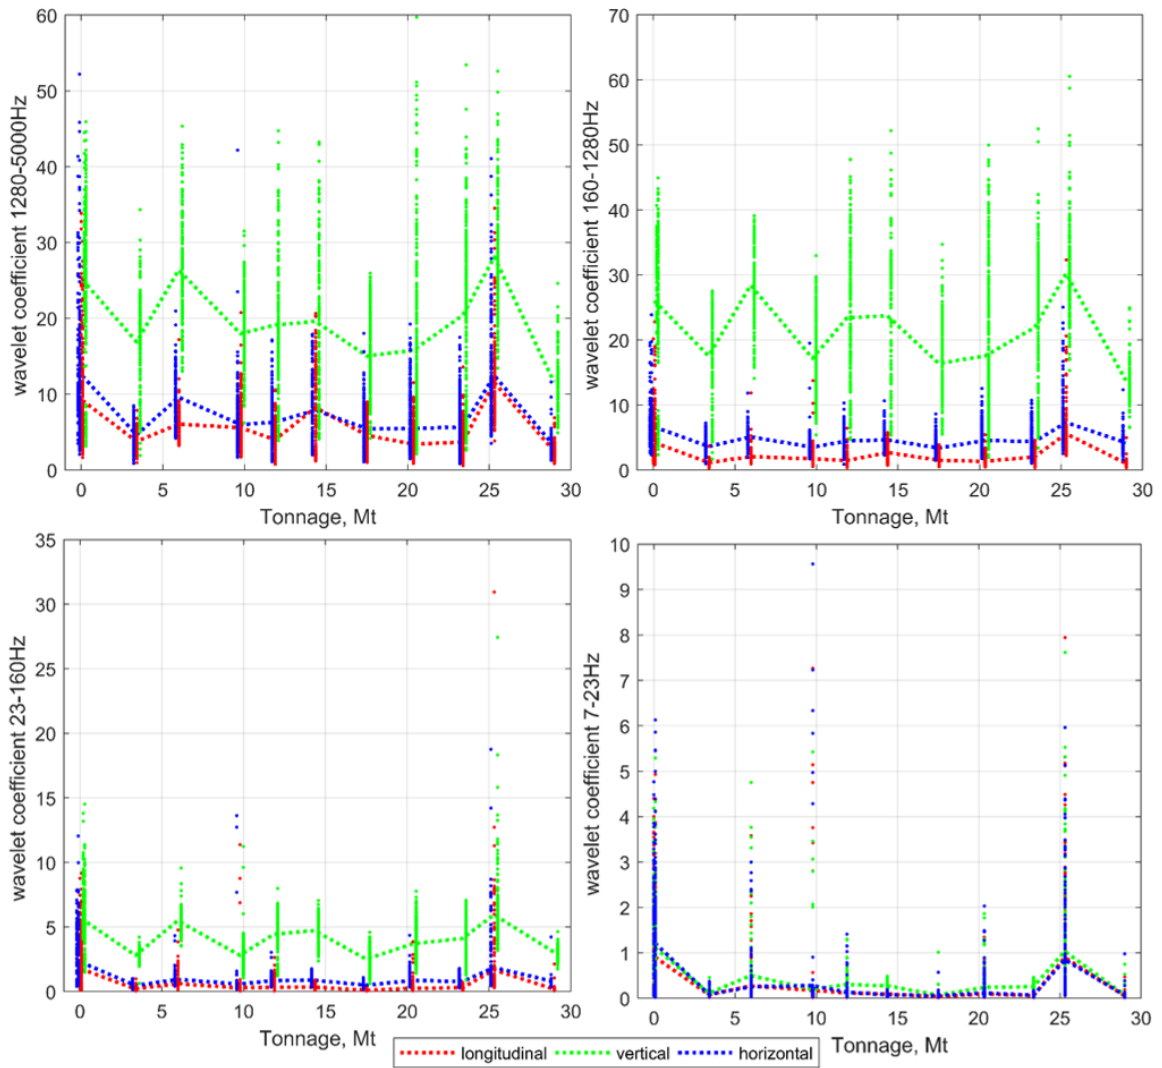 60
50
40
30
20
10
0
0 5 10 15 20 25 30
wavelet coefficient 1280-5000Hz
Tonnage, Mt
70
60
50
40
30
20
10
0
0 5 10 15 20 25 30
wavelet coefficient 160-1280Hz
Tonnage, Mt
35
30
25
20
15
10
5
0
0 5 10 15 20 25 30
wavelet coefficient 23-160Hz
Tonnage, Mt
10
9
8
7
6
5
4
3
2
1
0
0 5 10 15 20 25 30
wavelet coefficient 7-23Hz
Tonnage, Mt
longitudinal vertical horizontal